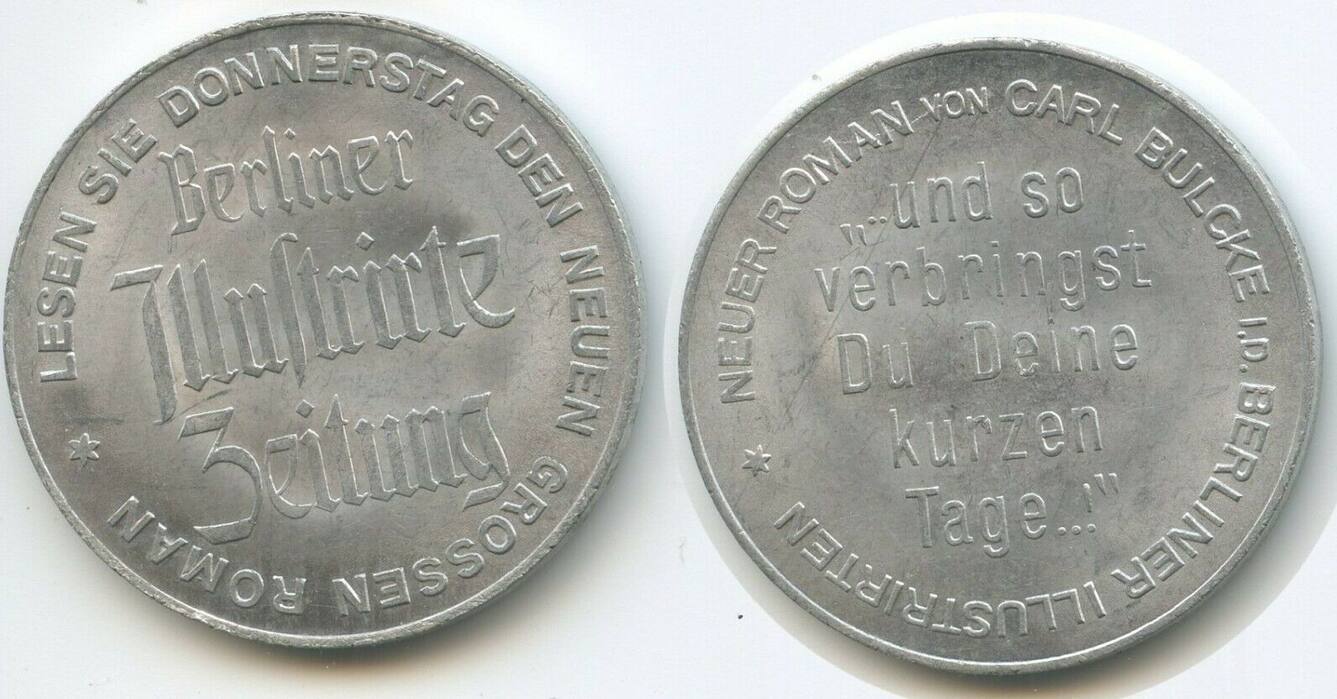 LESEN SIE DONNERSTAG DEN NEUEN GROSSEN ROMAN *
Berliner
Illustrirte
Zeitung
NEUER ROMAN VON CARL BULCKE I.D. BERLINER ILLUSTRIRTEN *
„..und so
verbringst
Du Deine
kurzen
Tage..!"